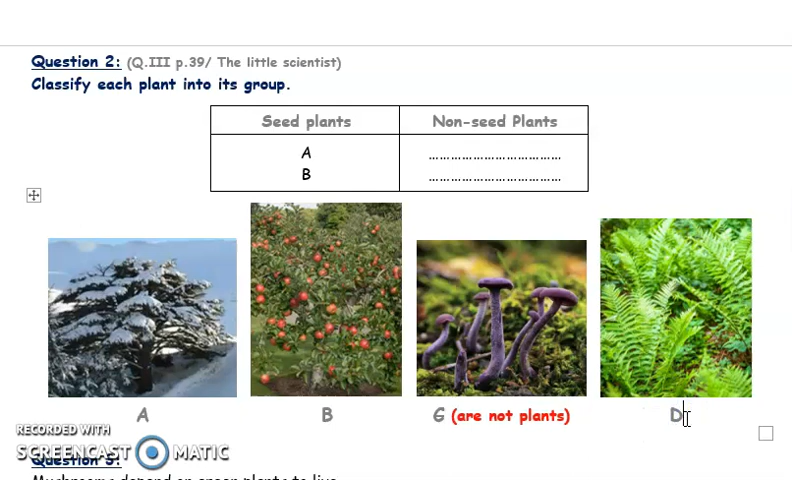 Question 2: (Q.III p.39/ The little scientist)
Classify each plant into its group.
Seed plants Non-seed Plants
A ....................................
B ....................................
A B C (are not plants) D
RECORDED WITH
SCREENCAST MATIC
Question 3:
Mushrooms depend on green plants to live